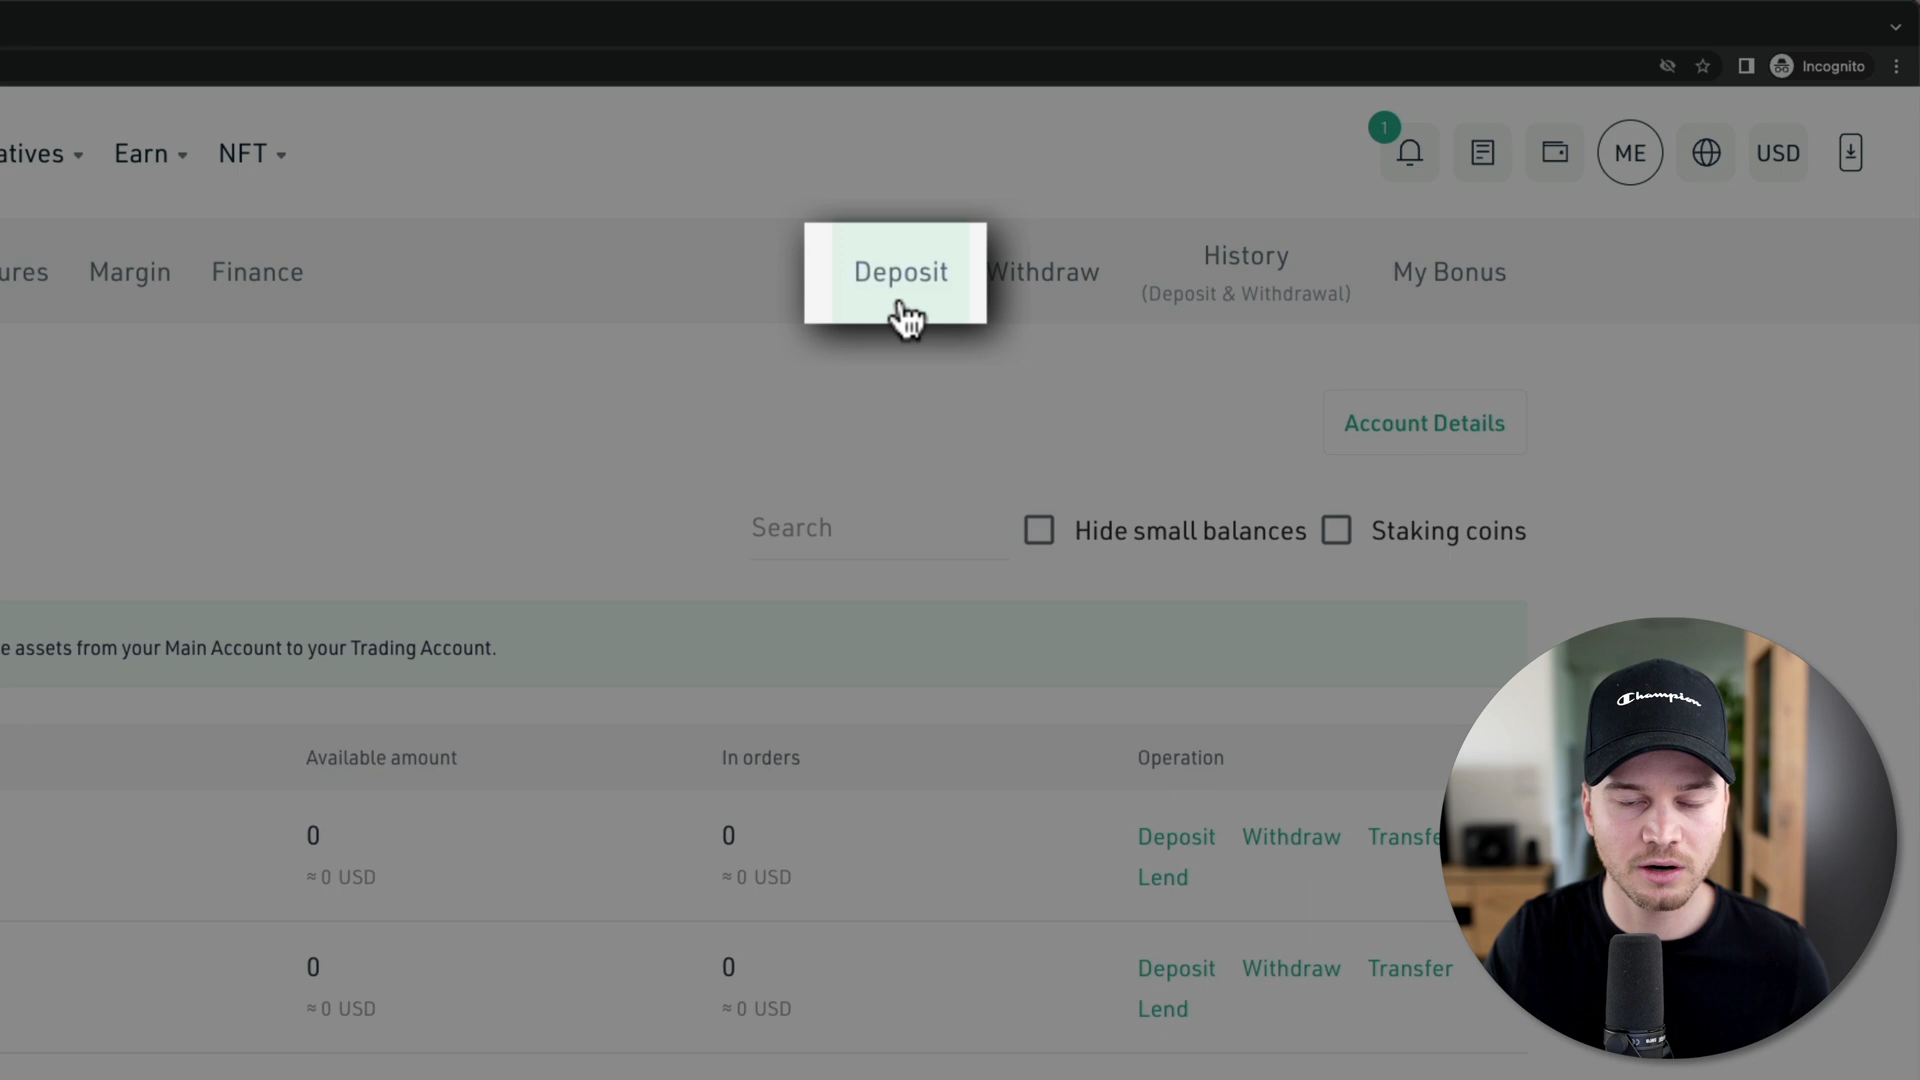 Incognito
atives Earn NFT
1
ME USD
ures Margin Finance Deposit Withdraw History My Bonus
(Deposit & Withdrawal)
Account Details
Search Hide small balances Staking coins
e assets from your Main Account to your Trading Account.
Available amount In orders Operation
0 0 Deposit Withdraw Transfe
≈ 0 USD ≈ 0 USD Lend
0 0 Deposit Withdraw Transfer
≈ 0 USD ≈ 0 USD Lend
Champion